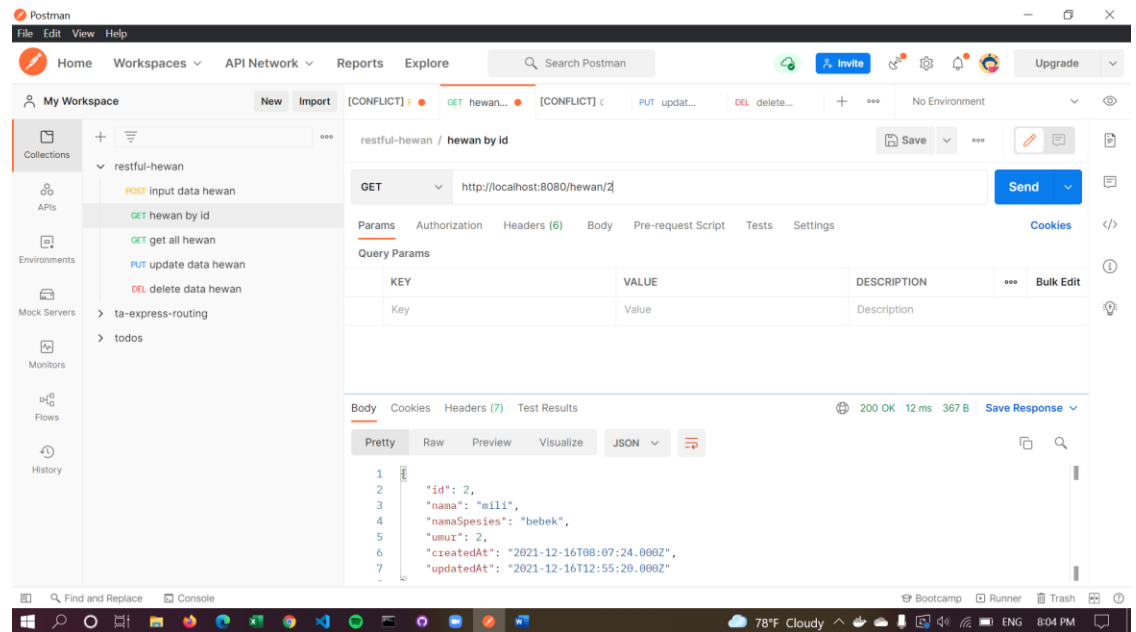 Postman
File Edit View Help
Home Workspaces API Network Reports Explore Search Postman Invite Upgrade
My Workspace New Import [CONFLICT] GET hewan... [CONFLICT] PUT updat... DEL delete... No Environment
Collections
APIs
Environments
Mock Servers
Monitors
Flows
History
restful-hewan
POST input data hewan
GET hewan by id
GET get all hewan
PUT update data hewan
DEL delete data hewan
ta-express-routing
todos
restful-hewan / hewan by id Save
GET http://localhost:8080/hewan/2 Send
Params Authorization Headers (6) Body Pre-request Script Tests Settings Cookies
Query Params
KEY VALUE DESCRIPTION Bulk Edit
Key Value Description
Body Cookies Headers (7) Test Results 200 OK 12 ms 367 B Save Response
Pretty Raw Preview Visualize JSON
1 {
2 "id": 2,
3 "nama": "mili",
4 "namaSpesies": "bebek",
5 "umur": 2,
6 "createdAt": "2021-12-16T08:07:24.000Z",
7 "updatedAt": "2021-12-16T12:55:20.000Z"
Find and Replace Console Bootcamp Runner Trash
78°F Cloudy ENG 8:04 PM